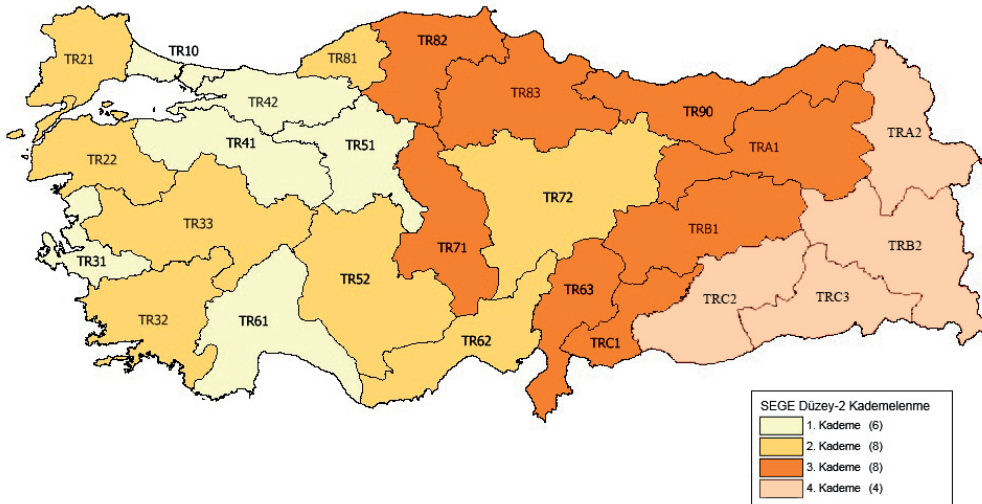 TR10
TR82
TR21
TR81
TR83
TR42
TR90
TR41
TR51
TRA2
TRA1
TR22
TR72
TR33
TRB1
TR71
TRB2
TR31
TR52
TR63
TRC2
TRC3
TR32
TR61
TR62
TRC1
SEGE Düzey-2 Kademelenme
1. Kademe (6)
2. Kademe (8)
3. Kademe (8)
4. Kademe (4)